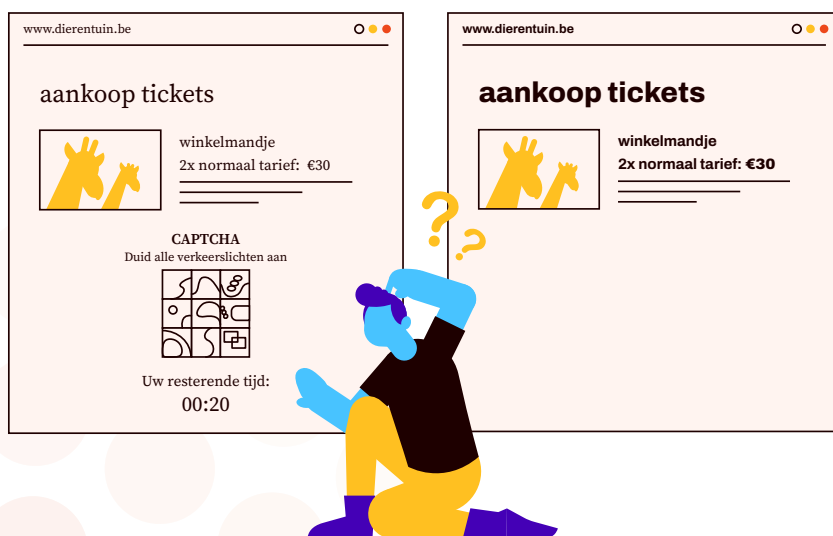 www.dierentuin.be
aankoop tickets
winkelmandje
2x normaal tarief: €30
CAPTCHA
Duid alle verkeerslichten aan
Uw resterende tijd:
00:20
www.dierentuin.be
aankoop tickets
winkelmandje
2x normaal tarief: €30
??